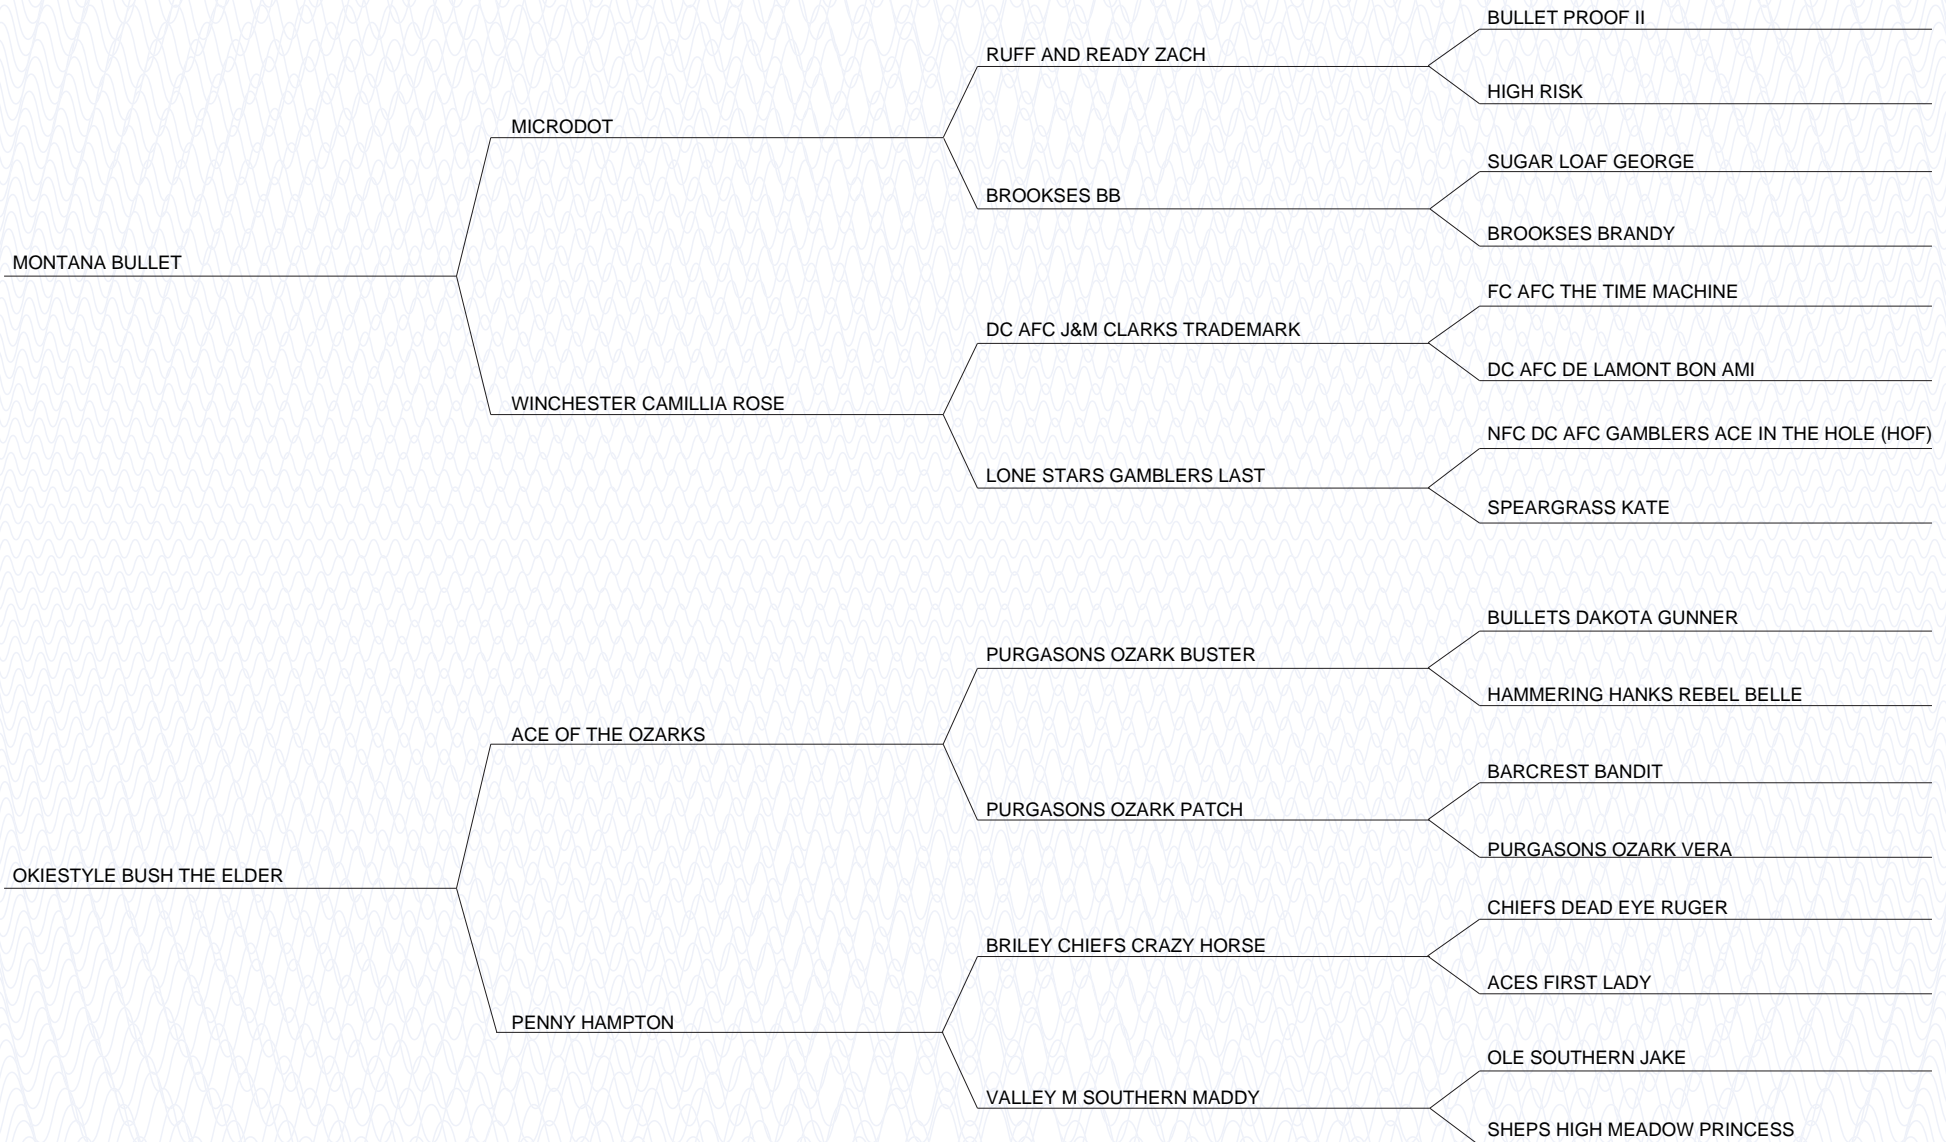 BULLET PROOF II
RUFF AND READY ZACH
HIGH RISK
MICRODOT
SUGAR LOAF GEORGE
BROOKSES BB
BROOKSES BRANDY
MONTANA BULLET
FC AFC THE TIME MACHINE
DC AFC J&M CLARKS TRADEMARK
DC AFC DE LAMONT BON AMI
WINCHESTER CAMILLIA ROSE
NFC DC AFC GAMBLERS ACE IN THE HOLE (HOF)
LONE STARS GAMBLERS LAST
SPEARGRASS KATE
BULLETS DAKOTA GUNNER
PURGASONS OZARK BUSTER
HAMMERING HANKS REBEL BELLE
ACE OF THE OZARKS
BARCREST BANDIT
PURGASONS OZARK PATCH
PURGASONS OZARK VERA
OKIESTYLE BUSH THE ELDER
CHIEFS DEAD EYE RUGER
BRILEY CHIEFS CRAZY HORSE
ACES FIRST LADY
PENNY HAMPTON
OLE SOUTHERN JAKE
VALLEY M SOUTHERN MADDY
SHEPS HIGH MEADOW PRINCESS